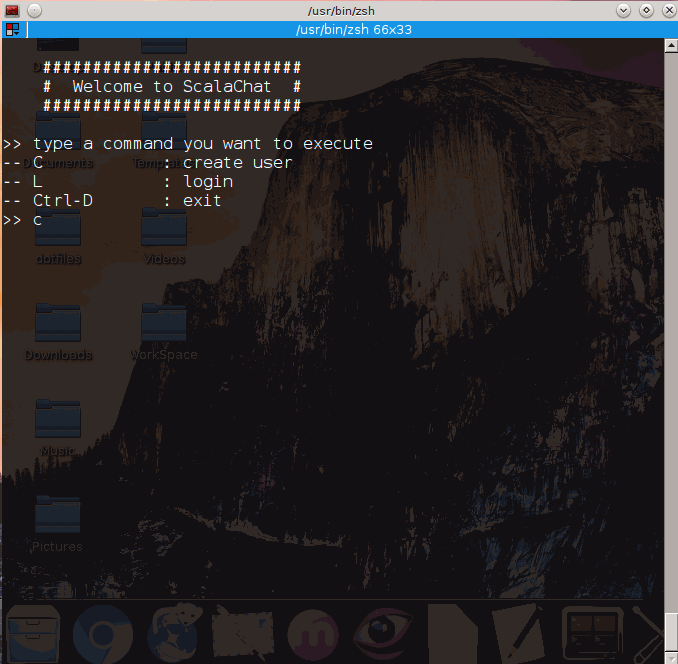 /usr/bin/zsh
/usr/bin/zsh 66x33
##########################
#  Welcome to ScalaChat  #
##########################
>> type a command you want to execute
-- C            : create user
-- L            : login
-- Ctrl-D       : exit
>> c
Documents
Templates
dotfiles
Videos
Downloads
WorkSpace
Music
Pictures